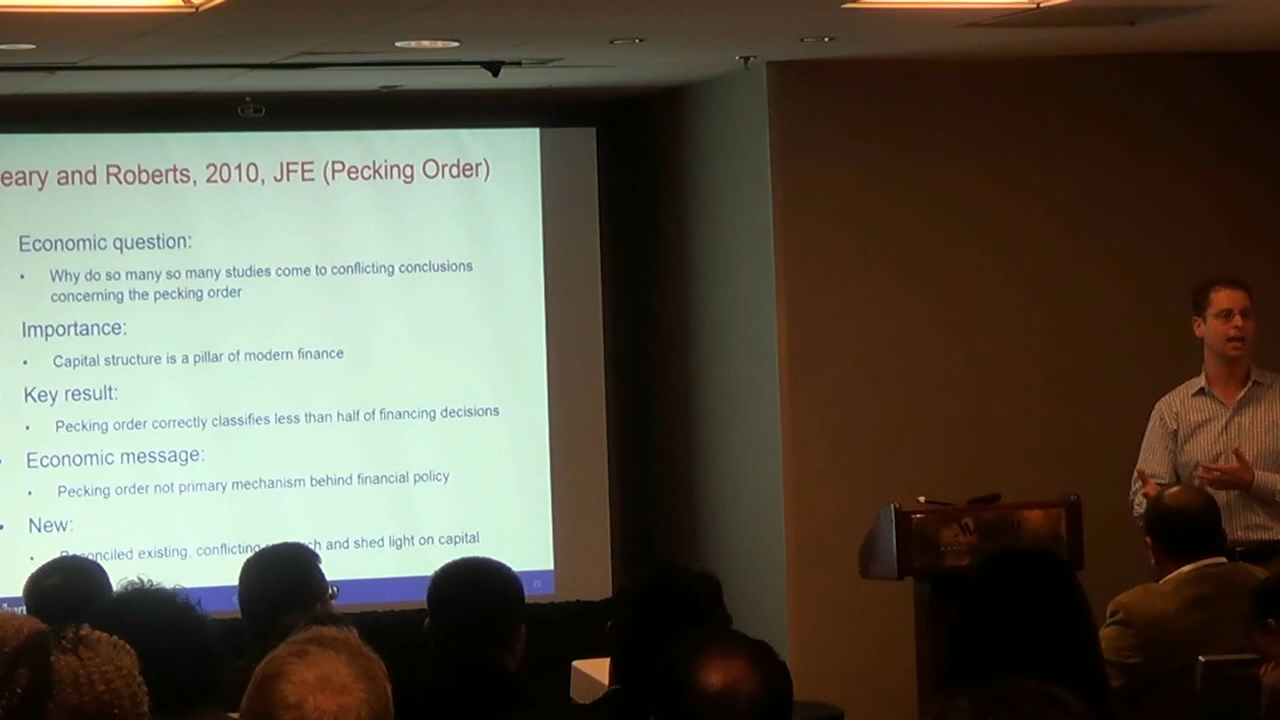 eary and Roberts, 2010, JFE (Pecking Order)
Economic question:
• Why do so many so many studies come to conflicting conclusions
concerning the pecking order
Importance:
• Capital structure is a pillar of modern finance
Key result:
• Pecking order correctly classifies less than half of financing decisions
• Economic message:
• Pecking order not primary mechanism behind financial policy
• New:
• Reconciled existing, conflicting and shed light on capital
22